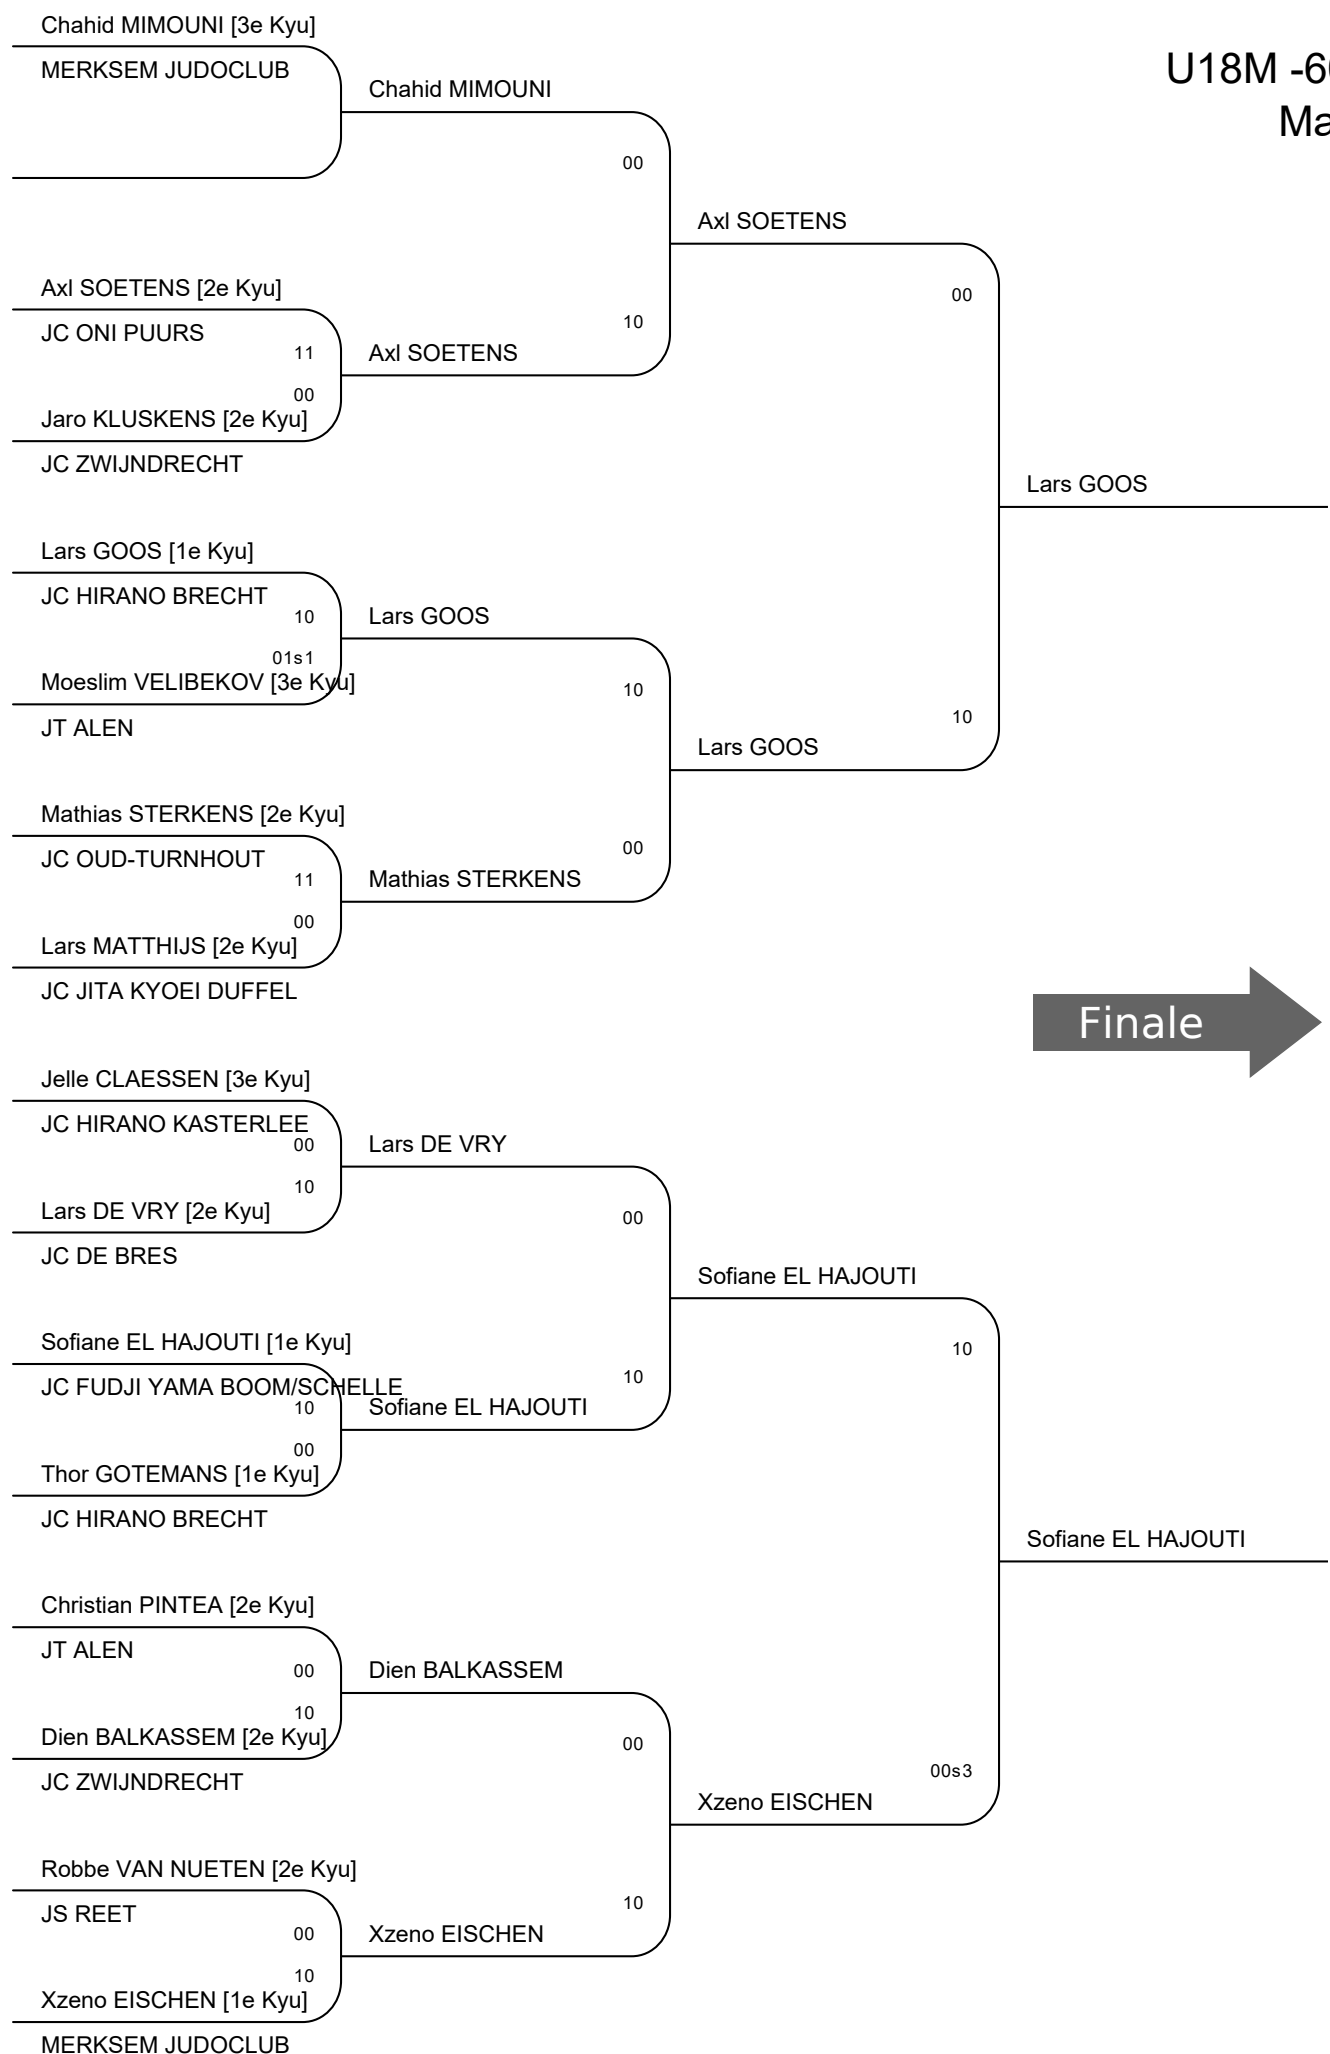 Chahid MIMOUNI [3e Kyu]
MERKSEM JUDOCLUB
Chahid MIMOUNI
U18M -60
Ma
00
Axl SOETENS
Axl SOETENS [2e Kyu]
00
JC ONI PUURS
10
11
Axl SOETENS
00
Jaro KLUSKENS [2e Kyu]
JC ZWIJNDRECHT
Lars GOOS
Lars GOOS [1e Kyu]
JC HIRANO BRECHT
10
Lars GOOS
01s1
Moeslim VELIBEKOV [3e Kyu]
10
JT ALEN
10
Lars GOOS
Mathias STERKENS [2e Kyu]
00
JC OUD-TURNHOUT
11
Mathias STERKENS
00
Lars MATTHIJS [2e Kyu]
JC JITA KYOEI DUFFEL
Finale
Jelle CLAESSEN [3e Kyu]
JC HIRANO KASTERLEE
00
Lars DE VRY
10
Lars DE VRY [2e Kyu]
00
JC DE BRES
Sofiane EL HAJOUTI
Sofiane EL HAJOUTI [1e Kyu]
10
JC FUDJI YAMA BOOM/SCHELLE
10
10
Sofiane EL HAJOUTI
00
Thor GOTEMANS [1e Kyu]
JC HIRANO BRECHT
Sofiane EL HAJOUTI
Christian PINTEA [2e Kyu]
JT ALEN
00
Dien BALKASSEM
10
Dien BALKASSEM [2e Kyu]
00
JC ZWIJNDRECHT
00s3
Xzeno EISCHEN
Robbe VAN NUETEN [2e Kyu]
10
JS REET
00
Xzeno EISCHEN
10
Xzeno EISCHEN [1e Kyu]
MERKSEM JUDOCLUB